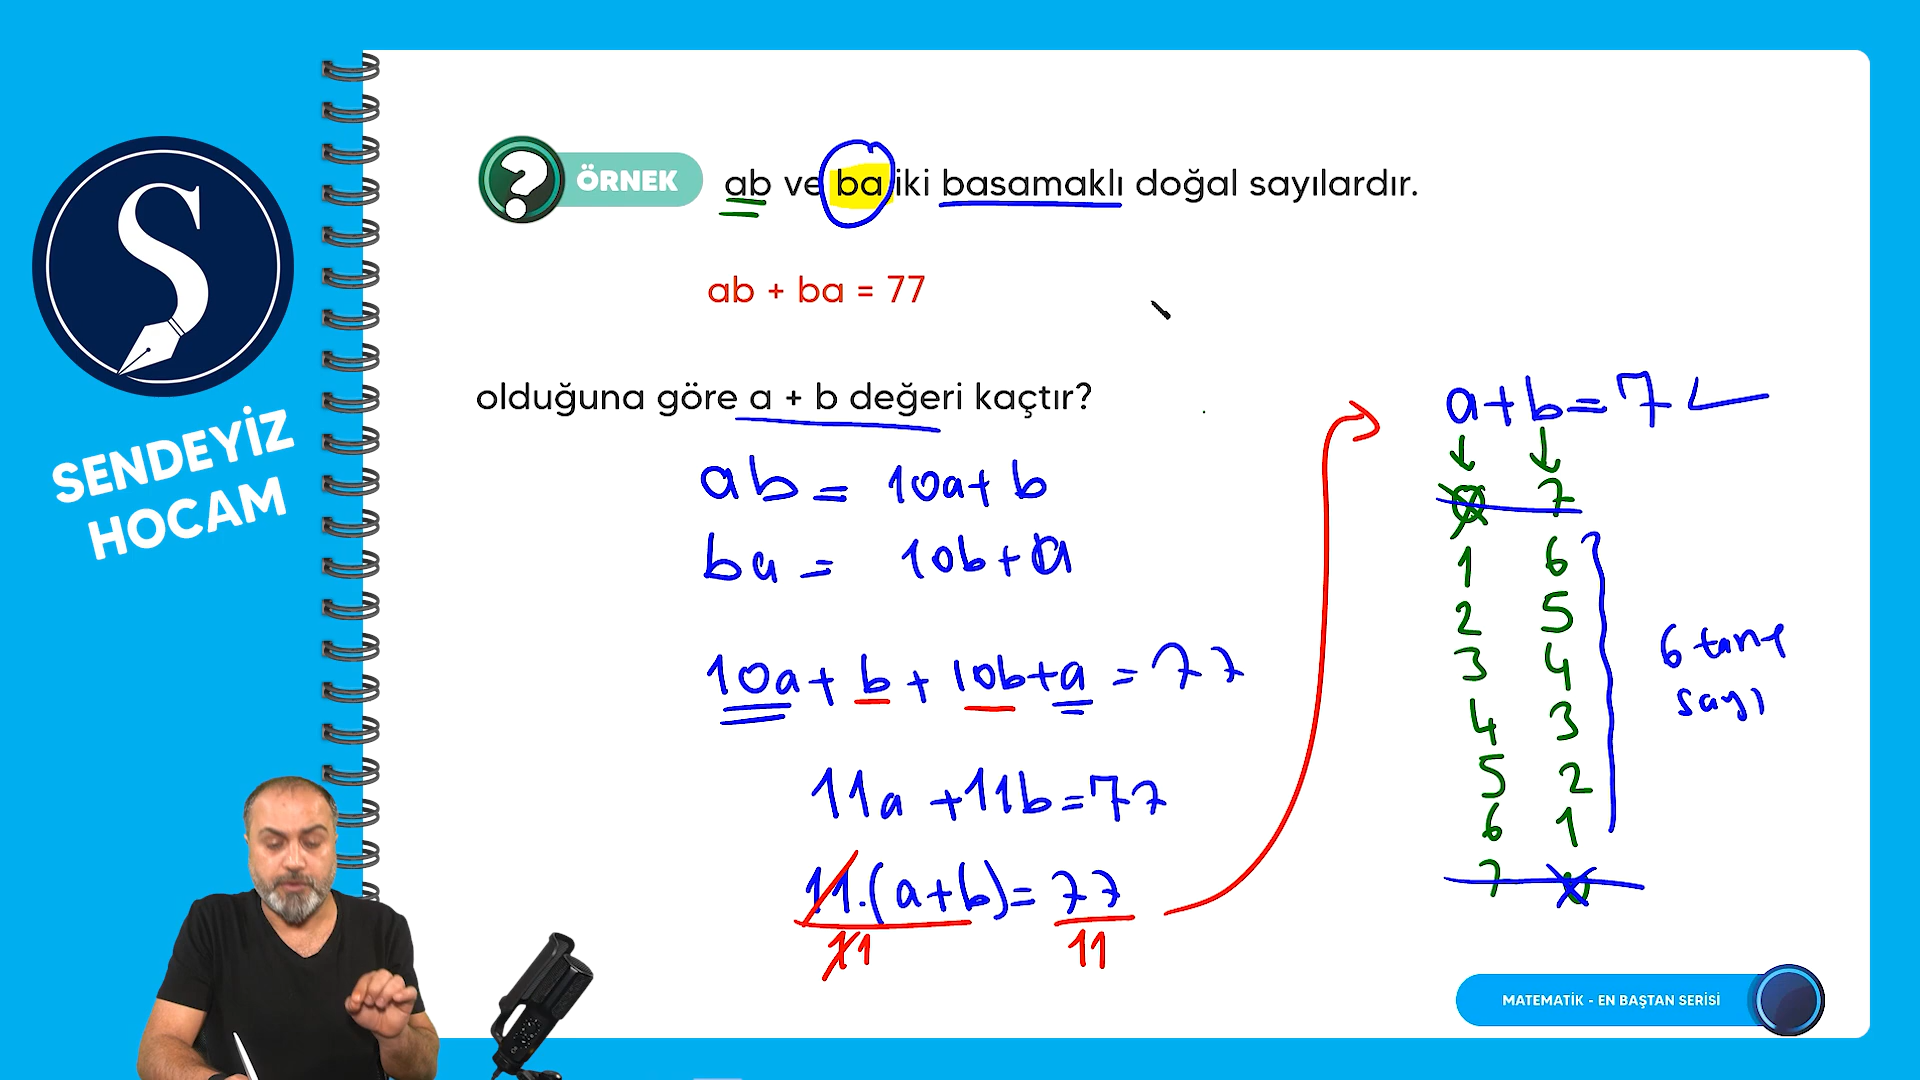 S
SENDEYİZ
HOCAM
?
ÖRNEK
ab ve ba iki basamaklı doğal sayılardır.
ab + ba = 77
olduğuna göre a + b değeri kaçtır?
ab = 10a + b
ba = 10b + a
10a + b + 10b + a = 77
11a + 11b = 77
11.(a+b) = 77
11 11
a + b = 7
0 7
1 6
2 5
3 4
4 3
5 2
6 1
7 0
6 tane
sayı
MATEMATİK - EN BAŞTAN SERİSİ